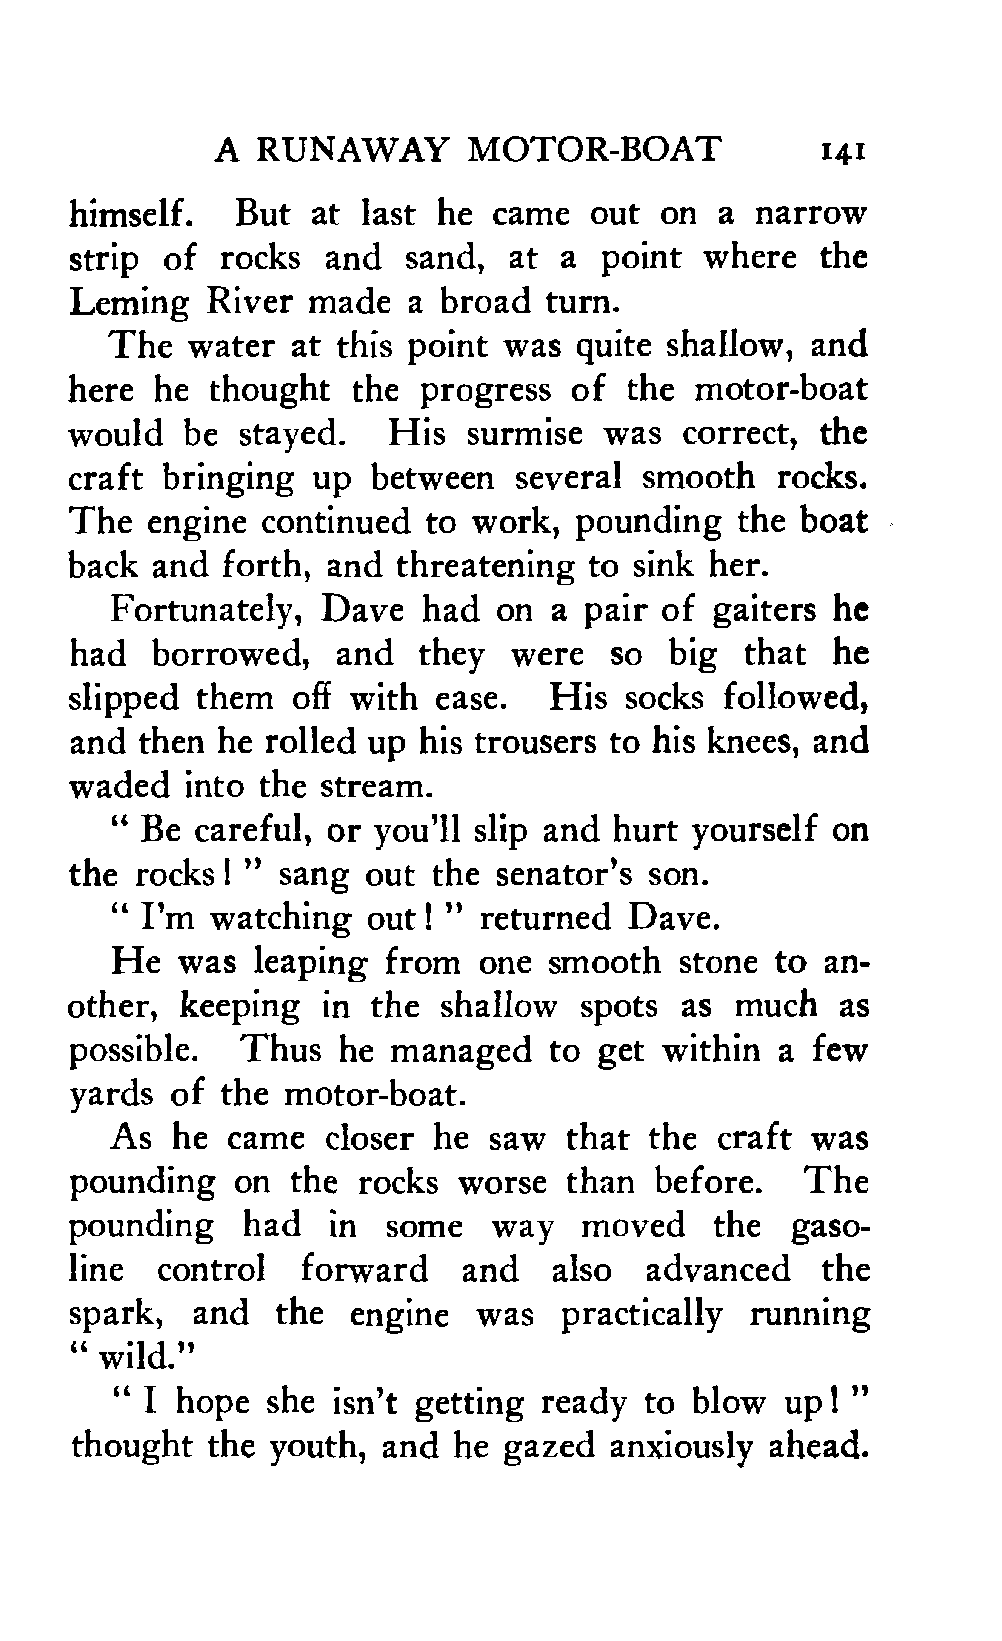 A RUNAWAY MOTOR-BOAT 141
himself. But at last he came out on a narrow
strip of rocks and sand, at a point where the
Leming River made a broad turn.
The water at this point was quite shallow, and
here he thought the progress of the motor-boat
would be stayed. His surmise was correct, the
craft bringing up between several smooth rocks.
The engine continued to work, pounding the boat
back and forth, and threatening to sink her.
Fortunately, Dave had on a pair of gaiters he
had borrowed, and they were so big that he
slipped them off with ease. His socks followed,
and then he rolled up his trousers to his knees, and
waded into the stream.
" Be careful, or you'll slip and hurt yourself on
the rocks! " sang out the senator's son.
" I'm watching out! " returned Dave.
He was leaping from one smooth stone to an-
other, keeping in the shallow spots as much as
possible. Thus he managed to get within a few
yards of the motor-boat.
As he came closer he saw that the craft was
pounding on the rocks worse than before. The
pounding had in some way moved the gaso-
line control forward and also advanced the
spark, and the engine was practically running
" wild."
" I hope she isn't getting ready to blow up! "
thought the youth, and he gazed anxiously ahead.